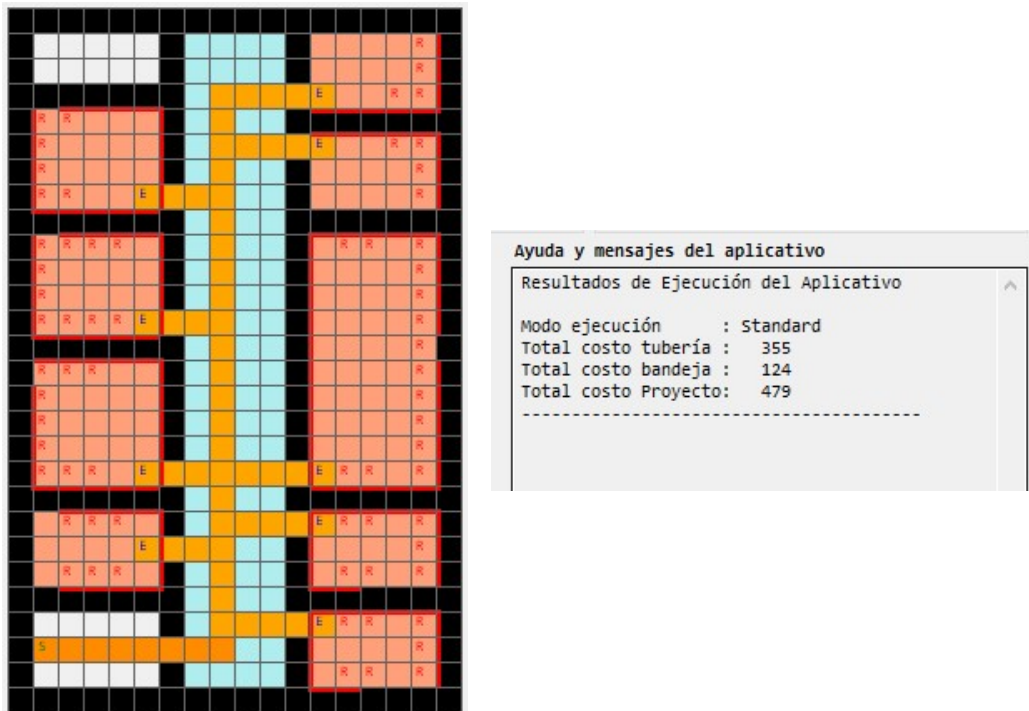 R
R
E R R
R R
R E R R
R
R R E R
R R R R R R R
R R
R R
R R R R E R
R
R R R R
R R
R R
R R
R R R E E R R R
R R R E R R R
E R
R R R R R R
E R R R
S R
R R R
Ayuda y mensajes del aplicativo
Resultados de Ejecución del Aplicativo
Modo ejecución : Standard
Total costo tubería : 355
Total costo bandeja : 124
Total costo Proyecto: 479
-----------------------------------------